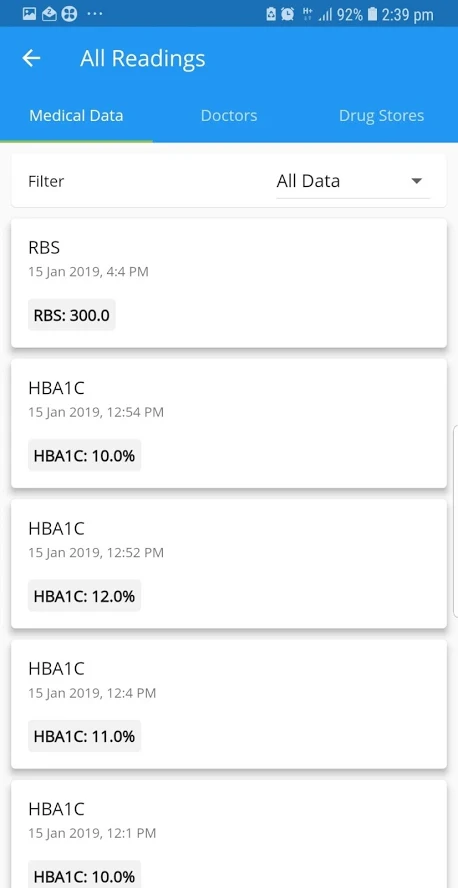 H+ 92% 2:39 pm
All Readings
Medical Data Doctors Drug Stores
Filter All Data
RBS
15 Jan 2019, 4:4 PM
RBS: 300.0
HBA1C
15 Jan 2019, 12:54 PM
HBA1C: 10.0%
HBA1C
15 Jan 2019, 12:52 PM
HBA1C: 12.0%
HBA1C
15 Jan 2019, 12:4 PM
HBA1C: 11.0%
HBA1C
15 Jan 2019, 12:1 PM
HBA1C: 10.0%